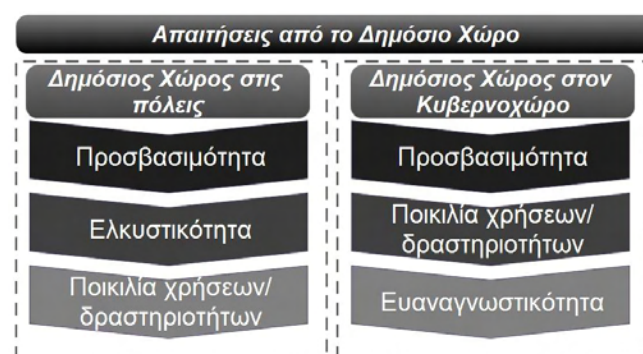 Απαιτήσεις από το Δημόσιο Χώρο
Δημόσιος Χώρος στις
πόλεις
Προσβασιμότητα
Ελκυστικότητα
Ποικιλία χρήσεων/
δραστηριοτήτων
Δημόσιος Χώρος στον
Κυβερνοχώρο
Προσβασιμότητα
Ποικιλία χρήσεων/
δραστηριοτήτων
Ευαναγνωστικότητα